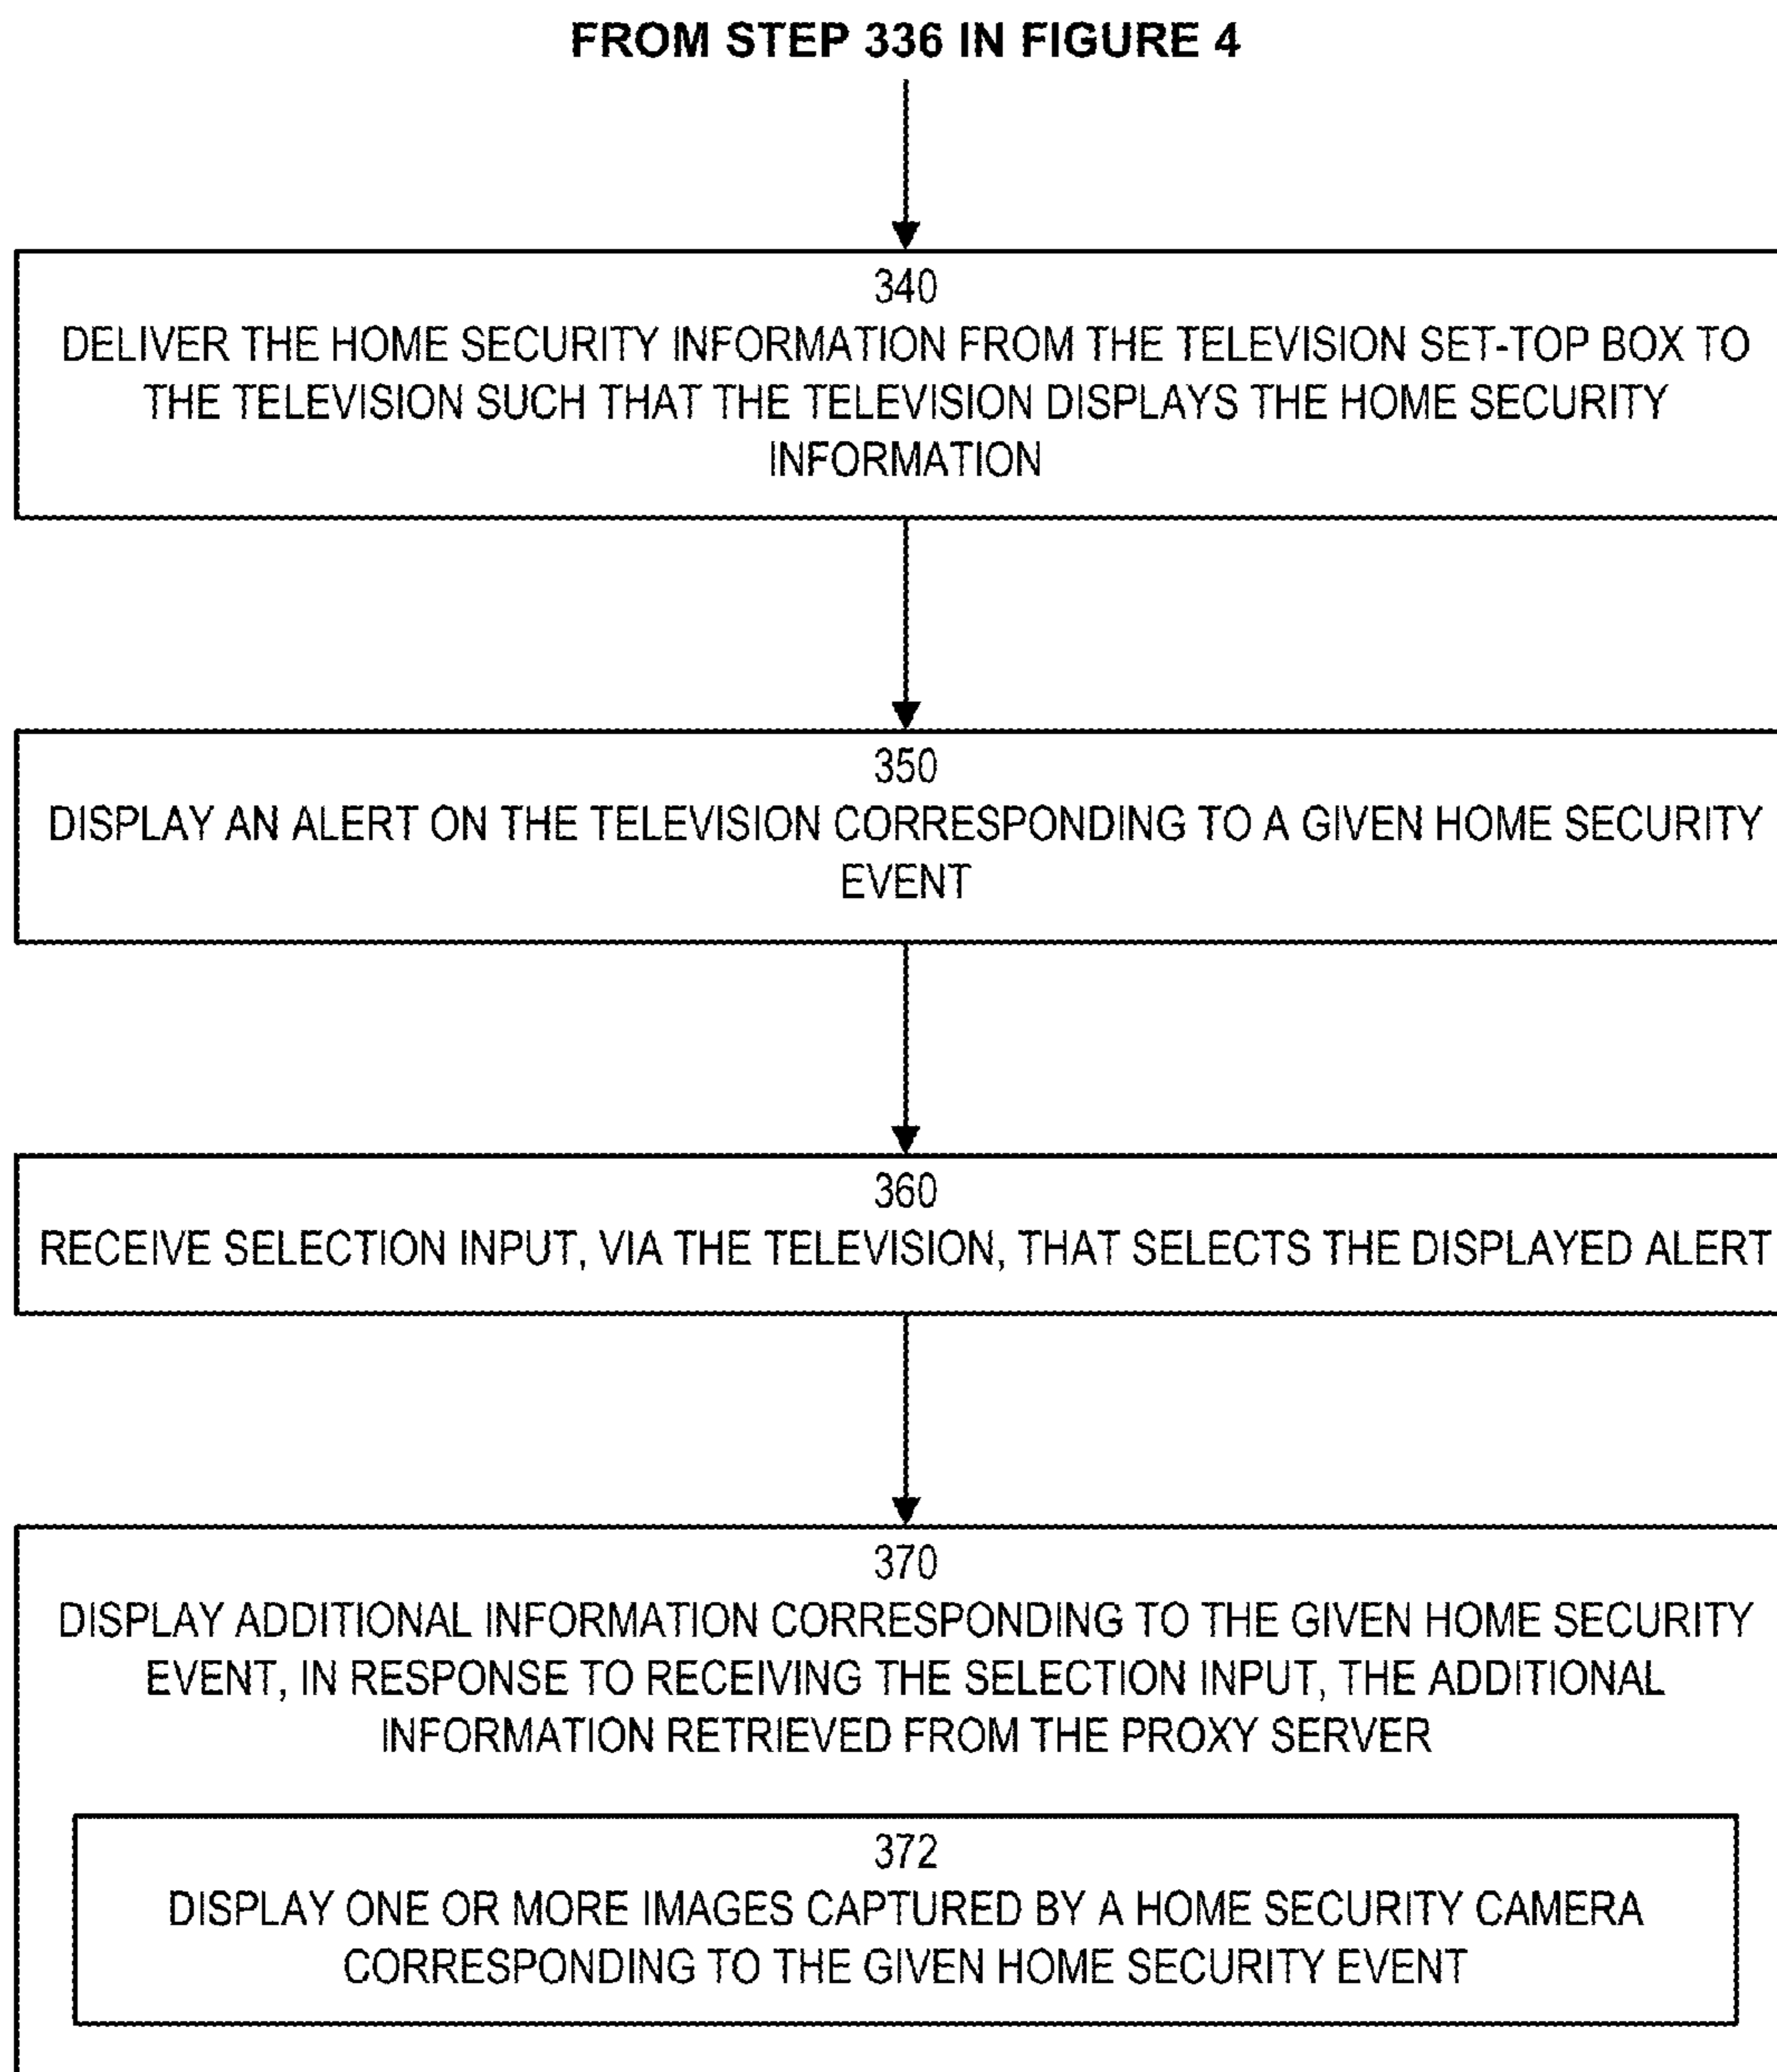 FROM STEP 336 IN FIGURE 4
340
DELIVER THE HOME SECURITY INFORMATION FROM THE TELEVISION SET-TOP BOX TO
THE TELEVISION SUCH THAT THE TELEVISION DISPLAYS THE HOME SECURITY
INFORMATION
350
DISPLAY AN ALERT ON THE TELEVISION CORRESPONDING TO A GIVEN HOME SECURITY
EVENT
360
RECEIVE SELECTION INPUT, VIA THE TELEVISION, THAT SELECTS THE DISPLAYED ALERT
370
DISPLAY ADDITIONAL INFORMATION CORRESPONDING TO THE GIVEN HOME SECURITY
EVENT, IN RESPONSE TO RECEIVING THE SELECTION INPUT, THE ADDITIONAL
INFORMATION RETRIEVED FROM THE PROXY SERVER
372
DISPLAY ONE OR MORE IMAGES CAPTURED BY A HOME SECURITY CAMERA
CORRESPONDING TO THE GIVEN HOME SECURITY EVENT